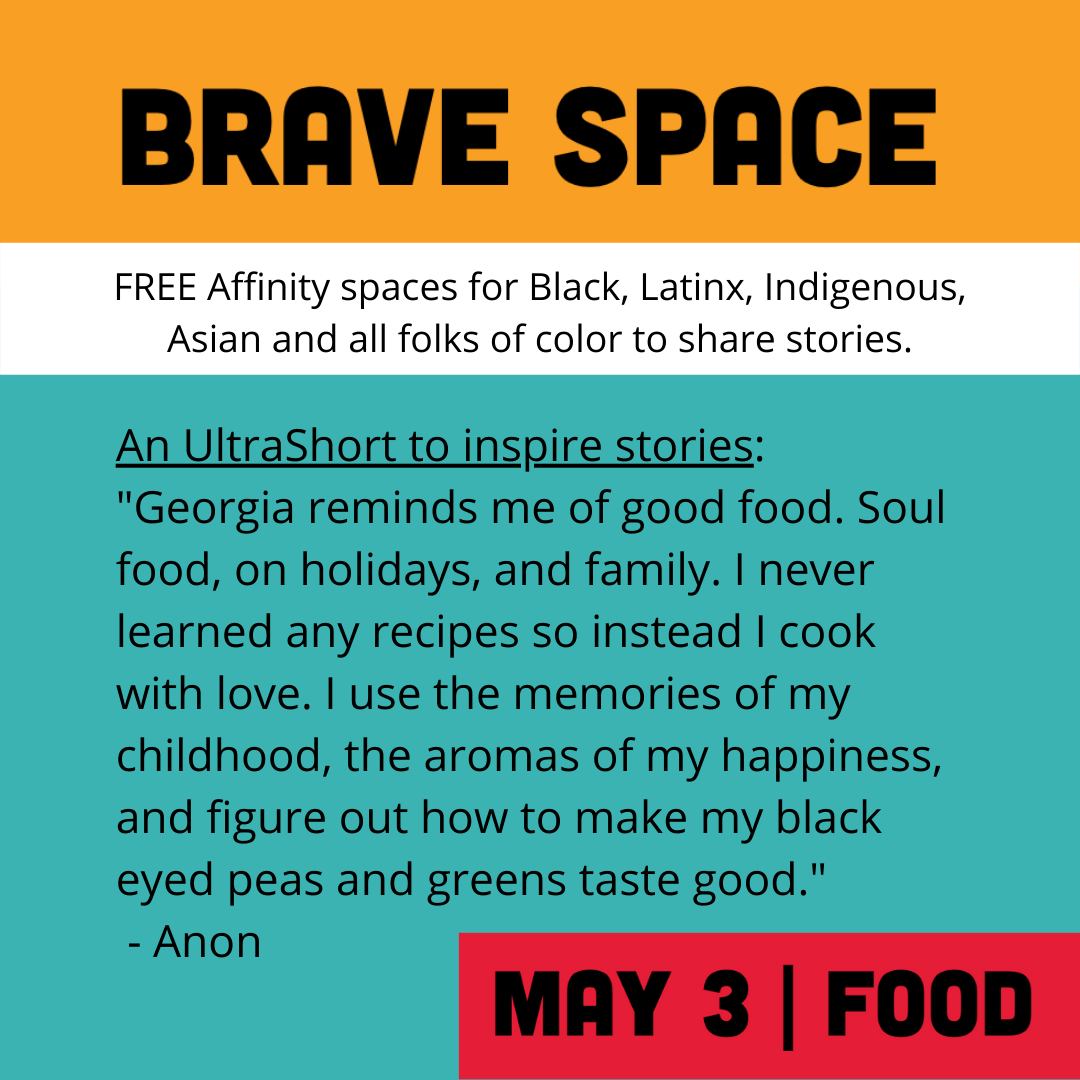 BRAVE SPACE
FREE Affinity spaces for Black, Latinx, Indigenous,
Asian and all folks of color to share stories.
An UltraShort to inspire stories:
"Georgia reminds me of good food. Soul
food, on holidays, and family. I never
learned any recipes so instead I cook
with love. I use the memories of my
childhood, the aromas of my happiness,
and figure out how to make my black
eyed peas and greens taste good."
- Anon
MAY 3 | FOOD